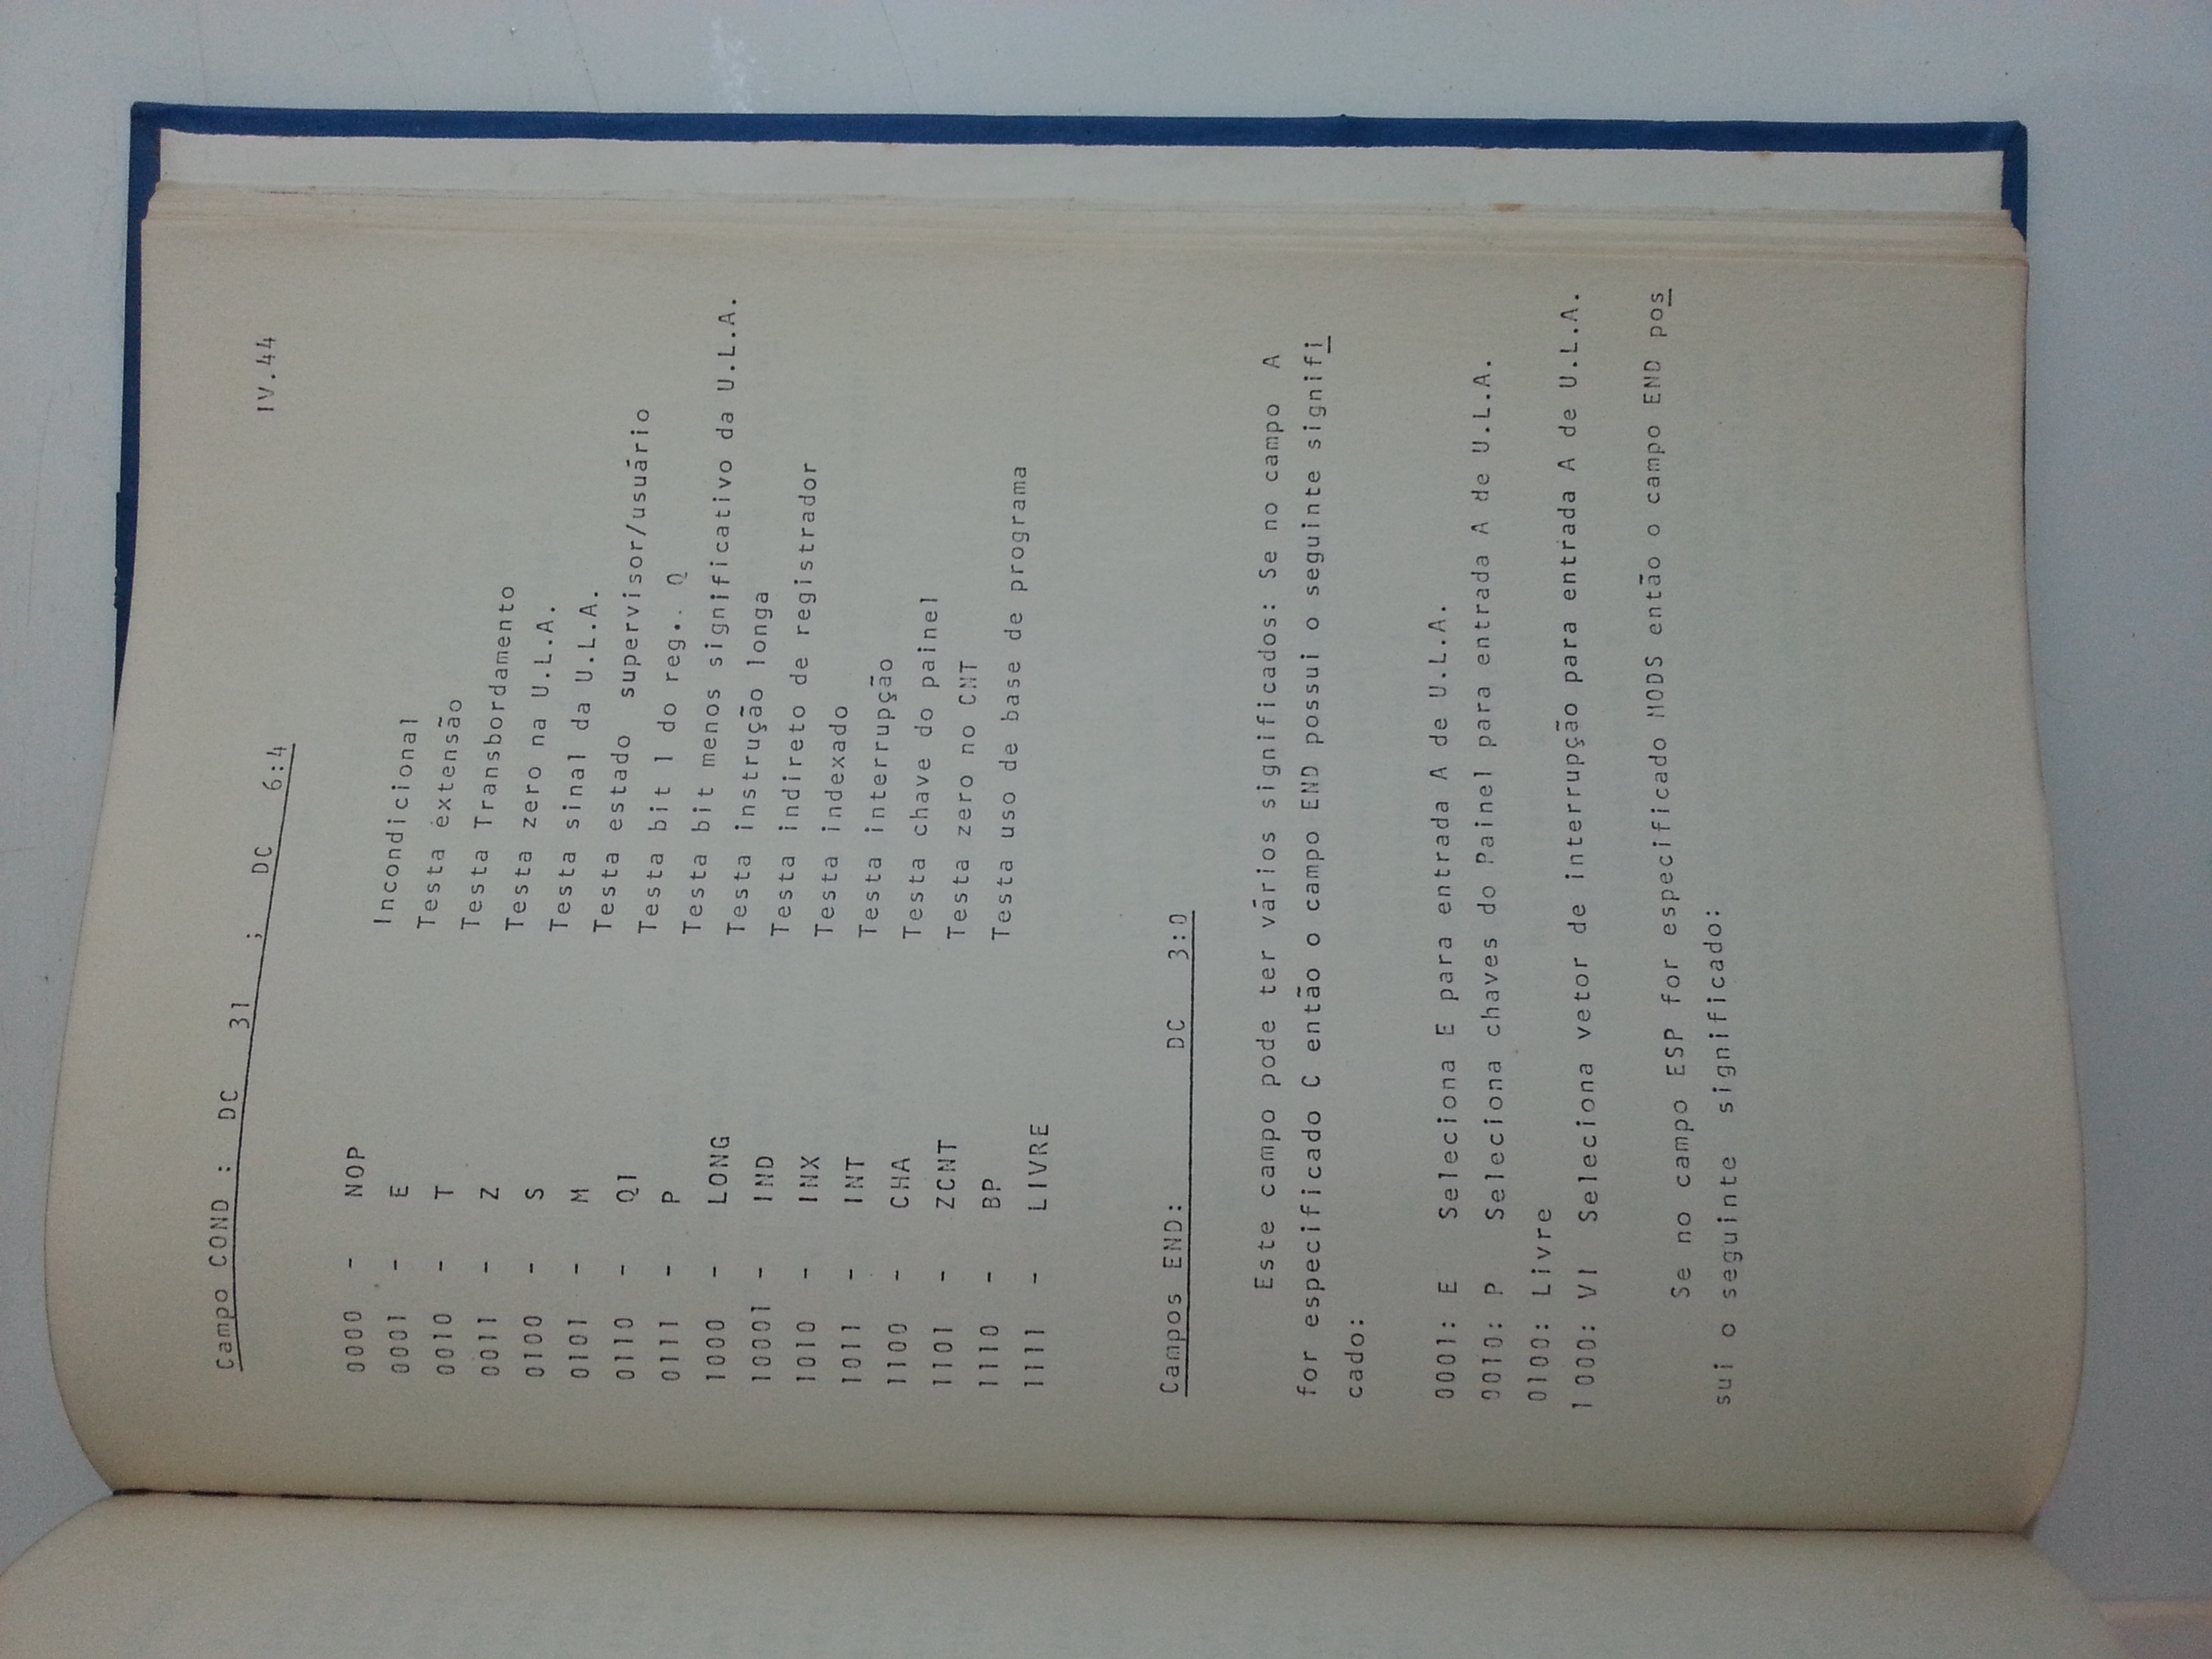 IV.44
Campo COND : DC 31 ; DC 6:4
0000 - NOP Incondicional
0001 - E Testa extensão
0010 - T Testa Transbordamento
0011 - Z Testa zero na U.L.A.
0100 - S Testa sinal da U.L.A.
0101 - M Testa estado supervisor/usuário
0110 - Q1 Testa bit 1 do reg.. Q
0111 - P Testa bit menos significativo da U.L.A.
1000 - LONG Testa instrução longa
10001 - IND Testa indireto de registrador
1010 - INX Testa indexado
1011 - INT Testa interrupção
1100 - CHA Testa chave do painel
1101 - ZCNT Testa zero no CNT
1110 - BP Testa uso de base de programa
1111 - LIVRE
Campos END: DC 3:0
Este campo pode ter vários significados: Se no campo A
for especificado C então o campo END possui o seguinte signifi
cado:
0001: E Seleciona E para entrada A de U.L.A.
0010: P Seleciona chaves do Painel para entrada A de U.L.A.
0100: Livre
1000: VI Seleciona vetor de interrupção para entrada A de U.L.A.
Se no campo ESP for especificado MODS então o campo END pos
sui o seguinte significado: